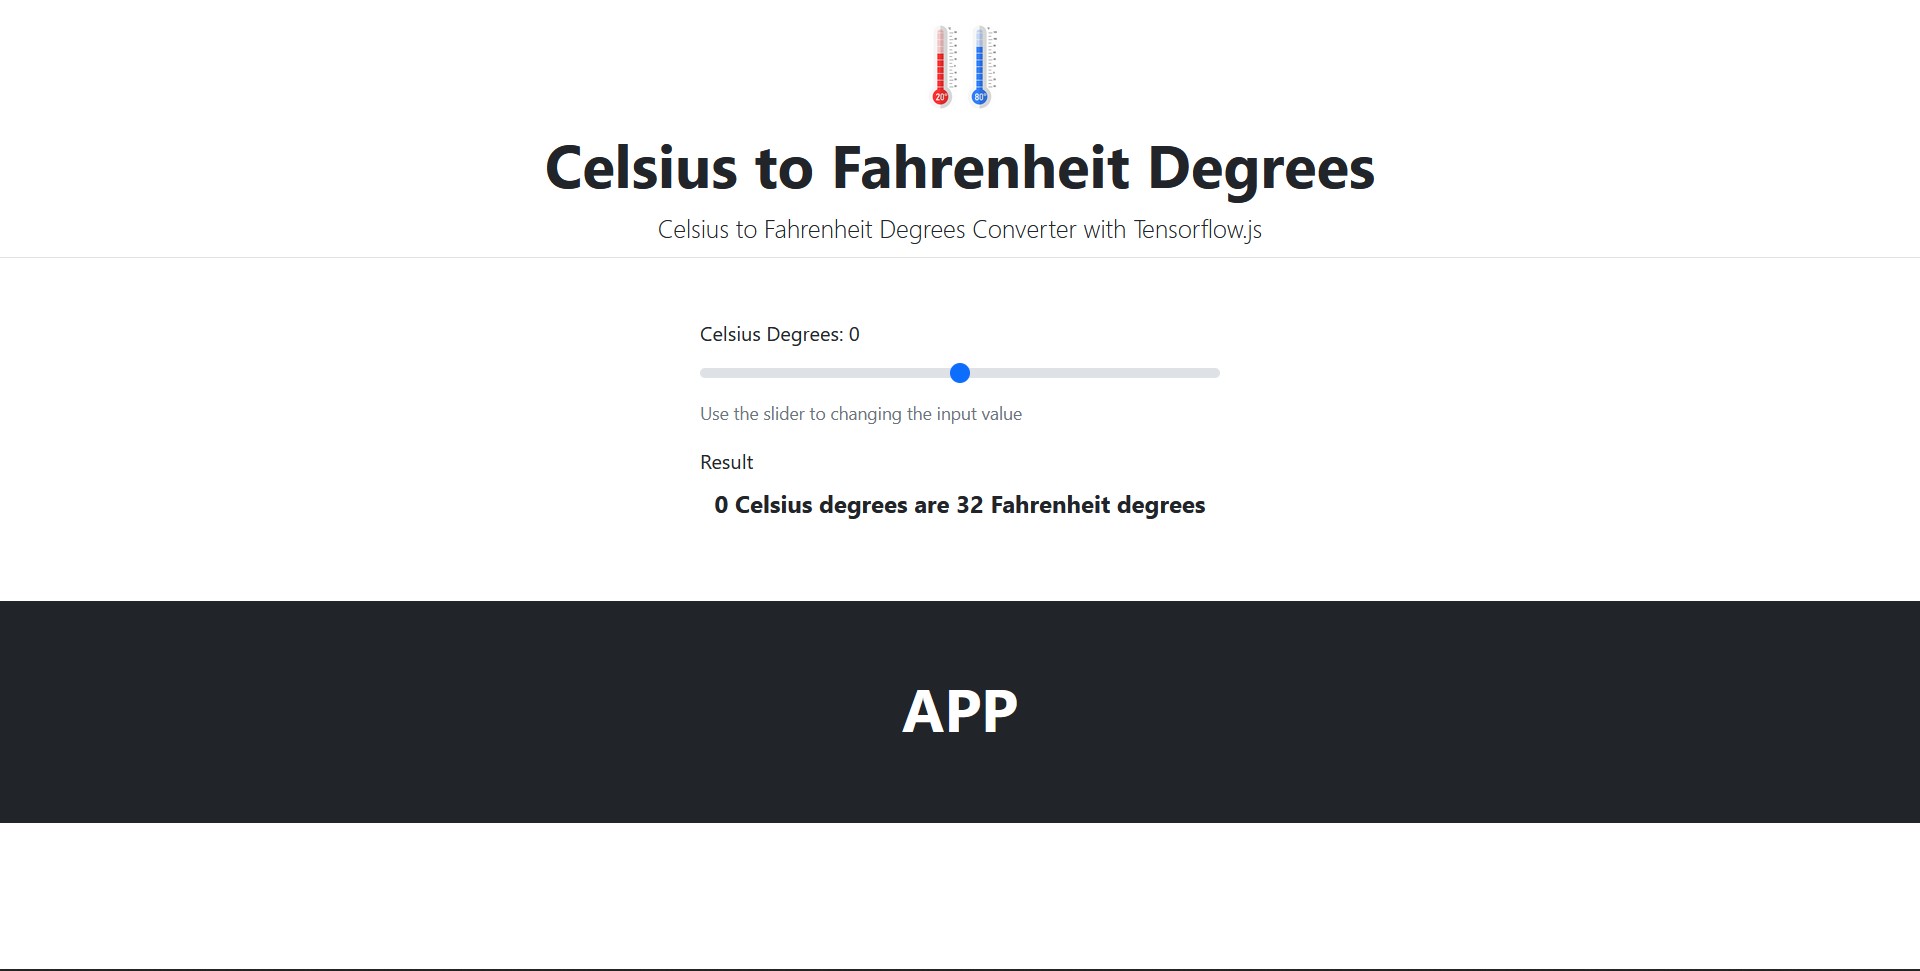 20°
80°
Celsius to Fahrenheit Degrees
Celsius to Fahrenheit Degrees Converter with Tensorflow.js
Celsius Degrees: 0
Use the slider to changing the input value
Result
0 Celsius degrees are 32 Fahrenheit degrees
APP